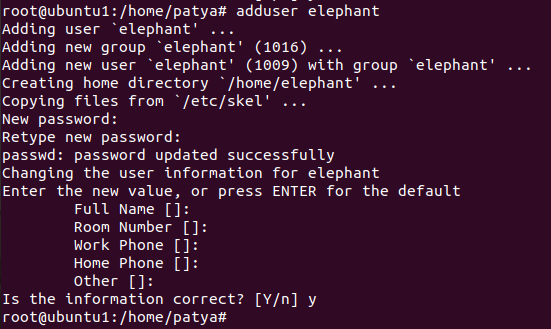 root@ubuntu1:/home/patya# adduser elephant
Adding user `elephant' ...
Adding new group `elephant' (1016) ...
Adding new user `elephant' (1009) with group `elephant' ...
Creating home directory `/home/elephant' ...
Copying files from `/etc/skel' ...
New password:
Retype new password:
passwd: password updated successfully
Changing the user information for elephant
Enter the new value, or press ENTER for the default
Full Name []:
Room Number []:
Work Phone []:
Home Phone []:
Other []:
Is the information correct? [Y/n] y
root@ubuntu1:/home/patya#